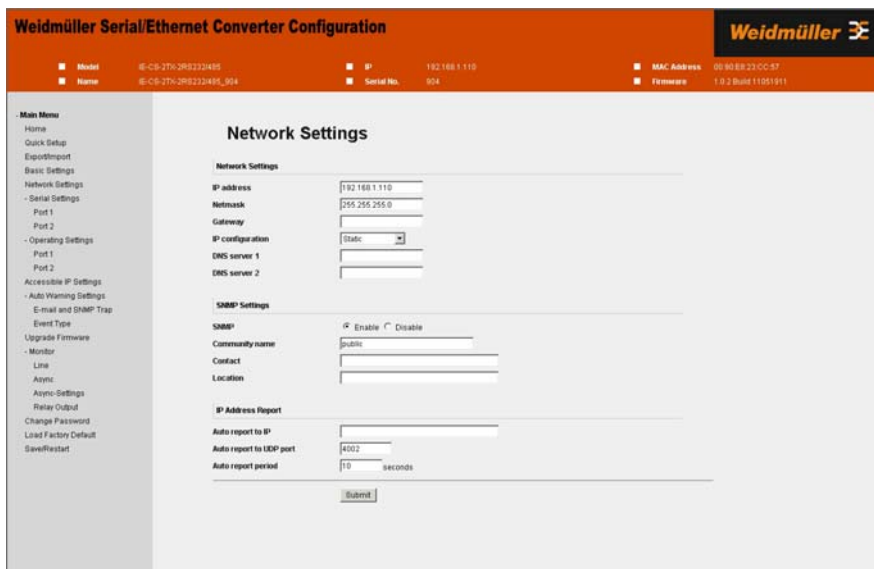 Weidmüller Serial/Ethernet Converter Configuration
Weidmüller
Model IE-CS-2TX-2RS232/485 IP 192.168.1.110 MAC Address 00:90:E8:23:CC:57
Name IE-CS-2TX-2RS232/485_904 Serial No. 904 Firmware 1.0.2 Build 11051911
- Main Menu
Home
Quick Setup
Export/Import
Basic Settings
Network Settings
- Serial Settings
Port 1
Port 2
- Operating Settings
Port 1
Port 2
Accessible IP Settings
- Auto Warning Settings
E-mail and SNMP Trap
Event Type
Upgrade Firmware
- Monitor
Line
Async
Async-Settings
Relay Output
Change Password
Load Factory Default
Save/Restart
Network Settings
Network Settings
IP address 192.168.1.110
Netmask 255.255.255.0
Gateway
IP configuration Static
DNS server 1
DNS server 2
SNMP Settings
SNMP Enable Disable
Community name public
Contact
Location
IP Address Report
Auto report to IP
Auto report to UDP port 4002
Auto report period 10 seconds
Submit